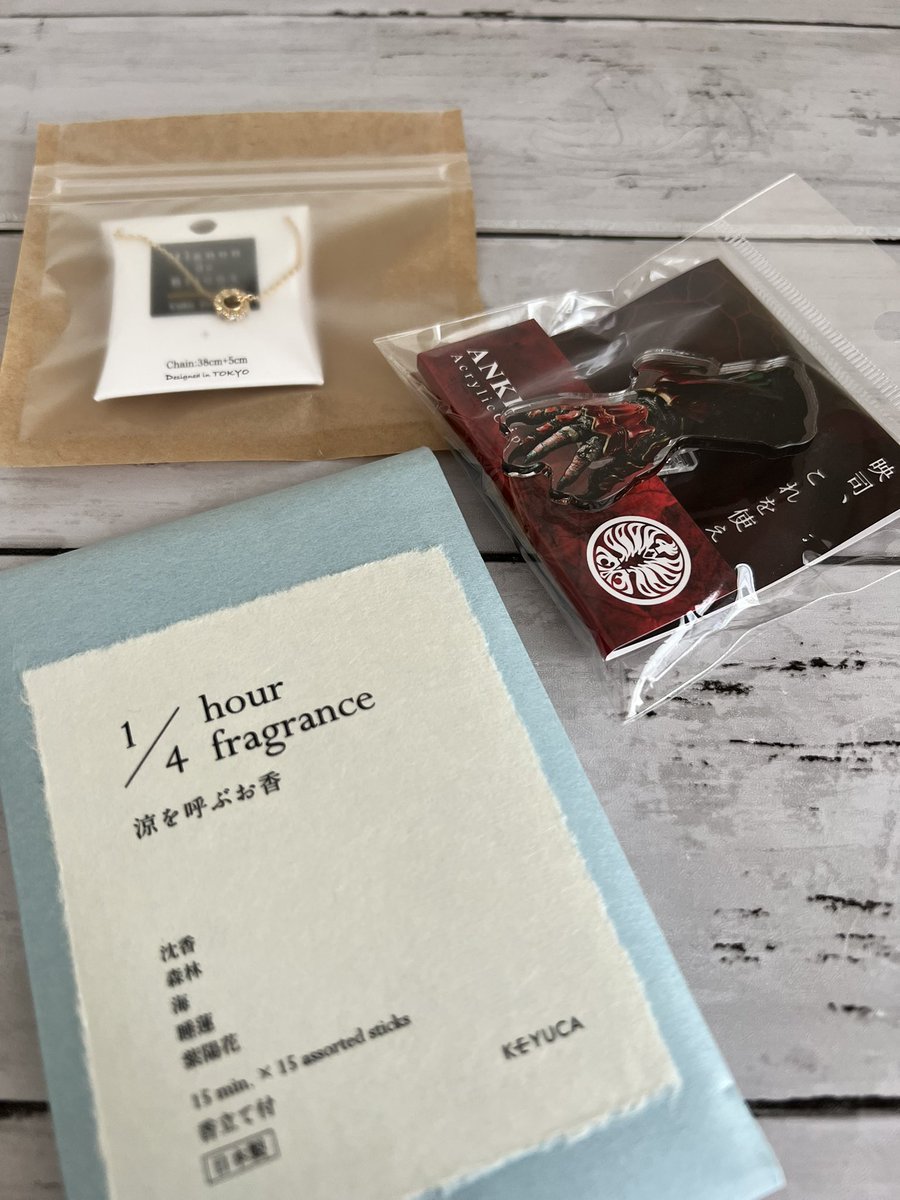 Chain:38cm+5cm
Designed in TOKYO
ANK
Acrylic
映司、
これを使え
1/4 hour
fragrance
涼を呼ぶお香
沈香
森林
海
睡蓮
紫陽花
15 min. × 15 assorted sticks
香立て付
日本製
KEYUCA